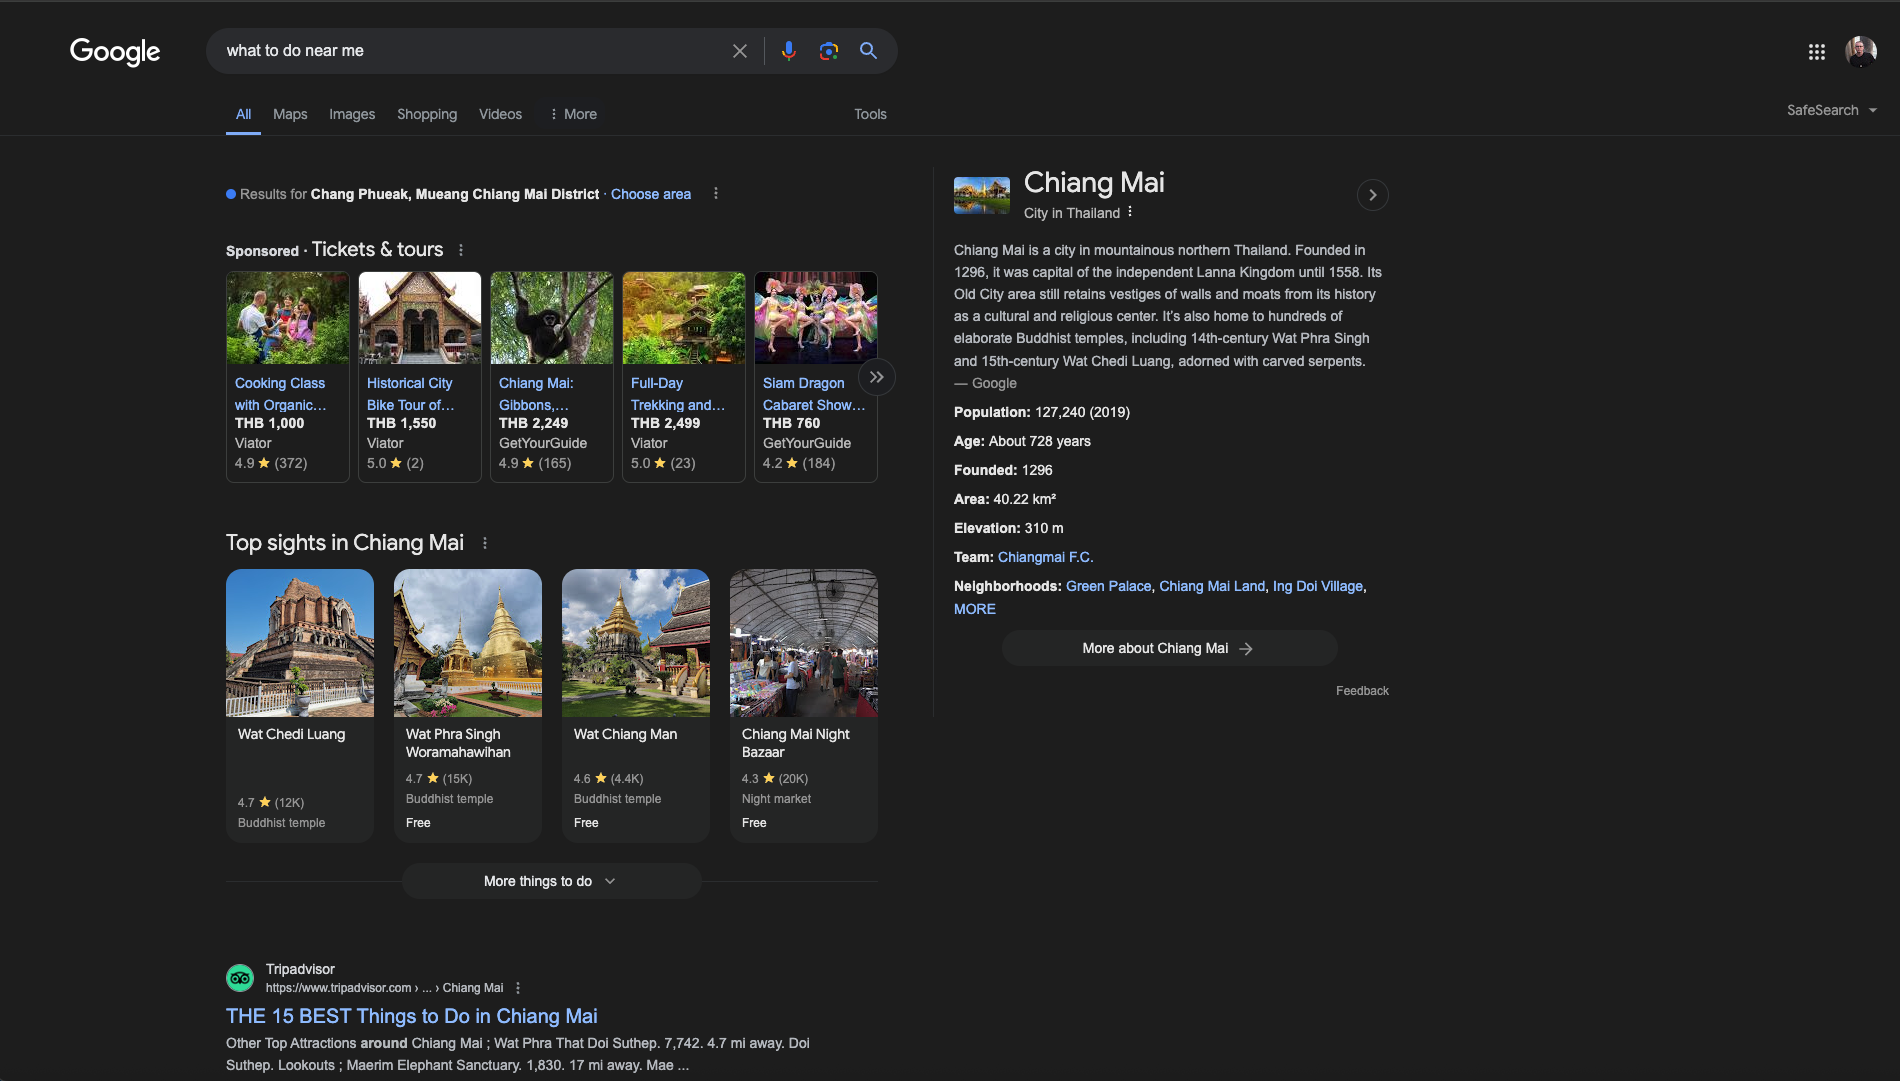 Google
what to do near me
All
Maps
Images
Shopping
Videos
More
Tools
SafeSearch
Results for Chang Phueak, Mueang Chiang Mai District · Choose area
Sponsored · Tickets & tours
Cooking Class
with Organic...
THB 1,000
Viator
4.9 ★ (372)
Historical City
Bike Tour of...
THB 1,550
Viator
5.0 ★ (2)
Chiang Mai:
Gibbons,...
THB 2,249
GetYourGuide
4.9 ★ (165)
Full-Day
Trekking and...
THB 2,499
Viator
5.0 ★ (23)
Siam Dragon
Cabaret Show...
THB 760
GetYourGuide
4.2 ★ (184)
Top sights in Chiang Mai
Wat Chedi Luang
4.7 ★ (12K)
Buddhist temple
Wat Phra Singh
Woramahawihan
4.7 ★ (15K)
Buddhist temple
Free
Wat Chiang Man
4.6 ★ (4.4K)
Buddhist temple
Free
Chiang Mai Night
Bazaar
4.3 ★ (20K)
Night market
Free
More things to do
Tripadvisor
https://www.tripadvisor.com › ... › Chiang Mai
THE 15 BEST Things to Do in Chiang Mai
Other Top Attractions around Chiang Mai ; Wat Phra That Doi Suthep. 7,742. 4.7 mi away. Doi
Suthep. Lookouts ; Maerim Elephant Sanctuary. 1,830. 17 mi away. Mae ...
Chiang Mai
City in Thailand
Chiang Mai is a city in mountainous northern Thailand. Founded in
1296, it was capital of the independent Lanna Kingdom until 1558. Its
Old City area still retains vestiges of walls and moats from its history
as a cultural and religious center. It’s also home to hundreds of
elaborate Buddhist temples, including 14th-century Wat Phra Singh
and 15th-century Wat Chedi Luang, adorned with carved serpents.
— Google
Population: 127,240 (2019)
Age: About 728 years
Founded: 1296
Area: 40.22 km²
Elevation: 310 m
Team: Chiangmai F.C.
Neighborhoods: Green Palace, Chiang Mai Land, Ing Doi Village,
MORE
More about Chiang Mai →
Feedback